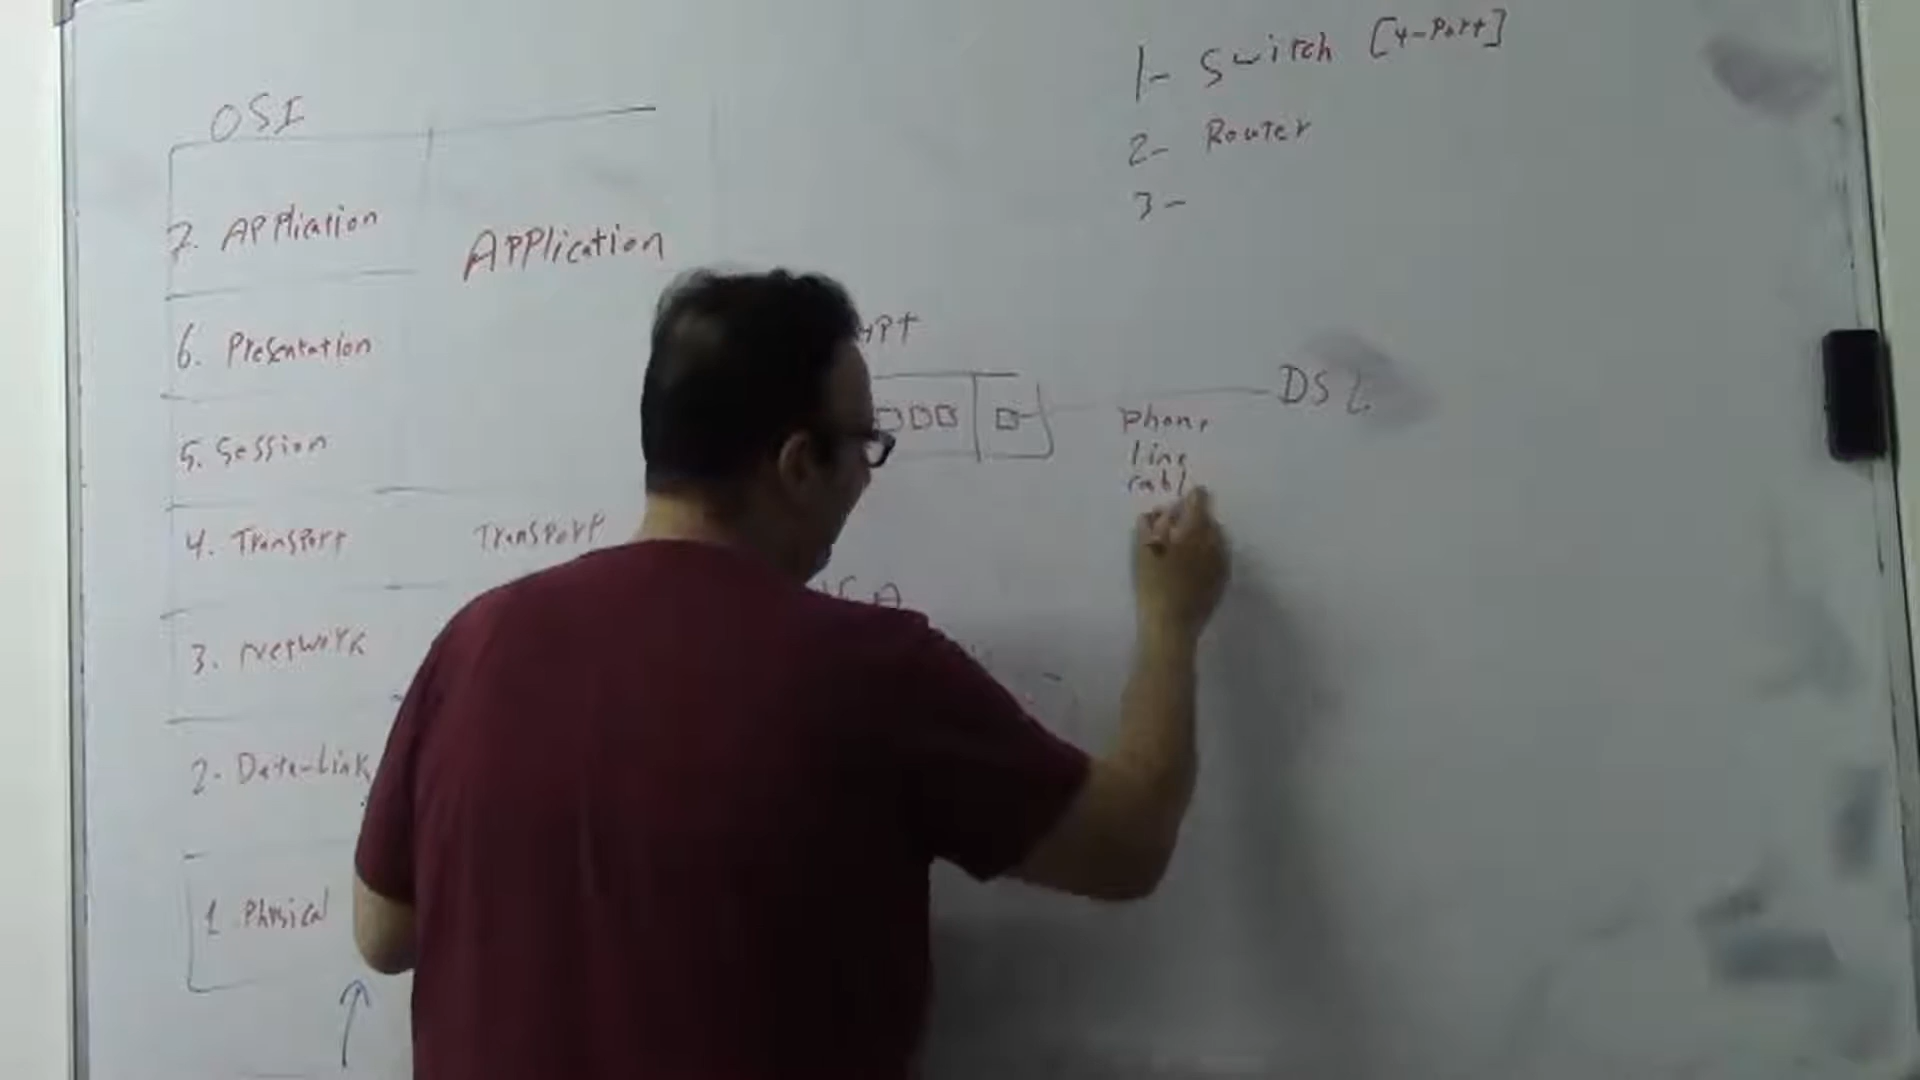 OSI
7. APPlication
APPlication
6. Presentation
5. Session
4. Transport
Transport
3. Network
2- Data-Link
1 Physical
1- Switch [4-Port]
2- Router
3-
DSL
phone
line
cabl